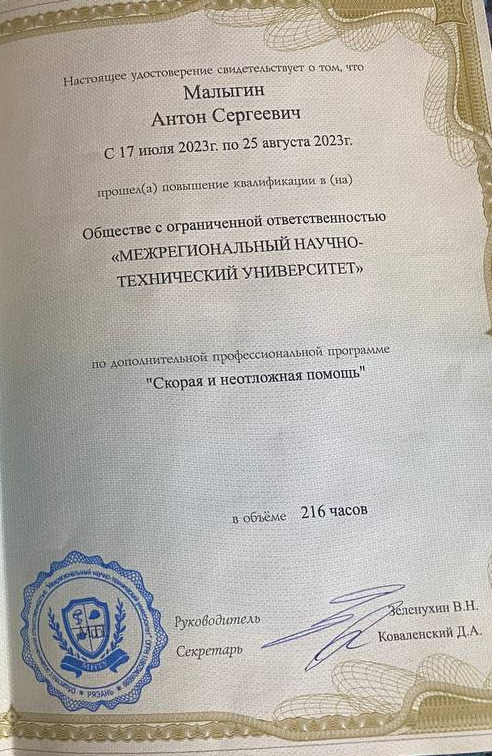 Настоящее удостоверение свидетельствует о том, что
Малыгин
Антон Сергеевич
С 17 июля 2023г. по 25 августа 2023г.
прошел(а) повышение квалификации в (на)
Обществе с ограниченной ответственностью
«МЕЖРЕГИОНАЛЬНЫЙ НАУЧНО-
ТЕХНИЧЕСКИЙ УНИВЕРСИТЕТ»
по дополнительной профессиональной программе
"Скорая и неотложная помощь"
в объёме 216 часов
Руководитель Зеленухин В.Н.
Секретарь Коваленский Д.А.
МНТУ
РЯЗАНЬ